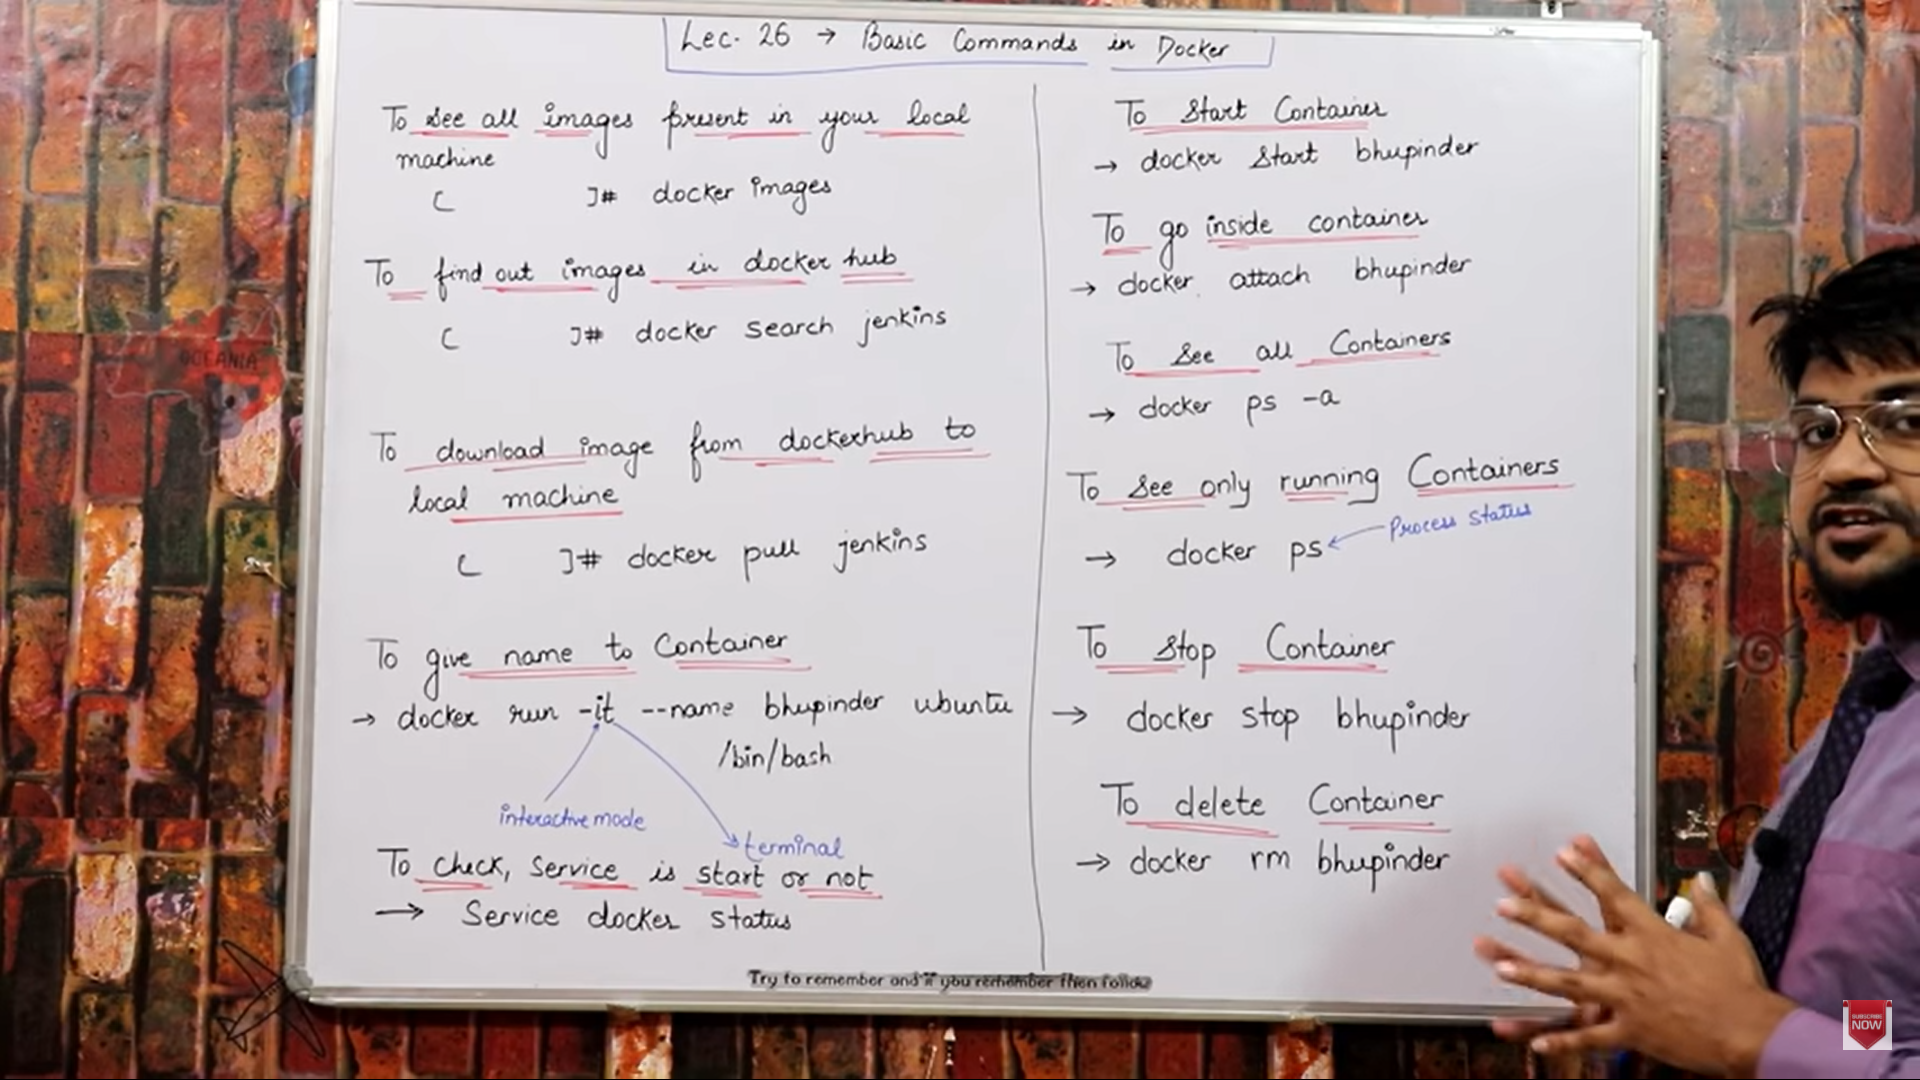 Lec. 26 → Basic Commands in Docker
To see all images present in your local
machine
[ ]# docker images
To find out images in docker hub
[ ]# docker search jenkins
To download image from dockerhub to
local machine
[ ]# docker pull jenkins
To give name to Container
→ docker run -it --name bhupinder ubuntu
/bin/bash
interactive mode
terminal
To check, service is start or not
→ Service docker status
To Start Container
→ docker start bhupinder
To go inside container
→ docker attach bhupinder
To see all Containers
→ docker ps -a
To see only running Containers
→ docker ps ← Process status
To Stop Container
→ docker stop bhupinder
To delete Container
→ docker rm bhupinder
Try to remember and if you remember then follow
OCEANIA
SUBSCRIBE
NOW